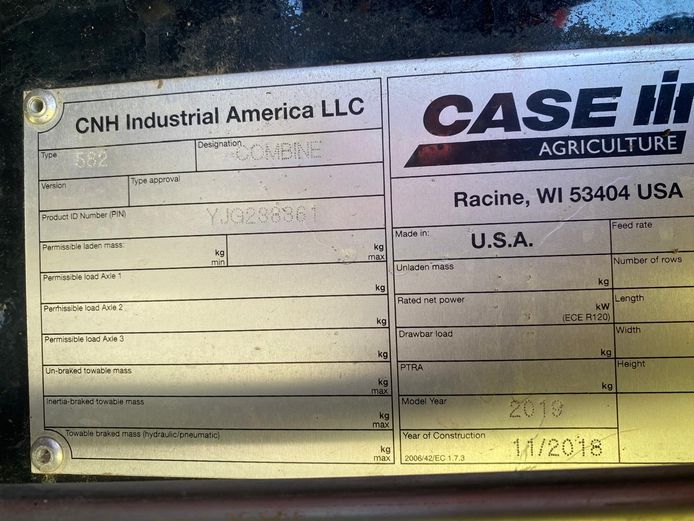 CNH Industrial America LLC
Type
582
Designation
COMBINE
Version
Type approval
Product ID Number (PIN)
YJG238361
Permissible laden mass:
kg
min
kg
max
Permissible load Axle 1
kg
Permissible load Axle 2
kg
Permissible load Axle 3
kg
Un-braked towable mass
kg
max
Inertia-braked towable mass
kg
max
Towable braked mass (hydraulic/pneumatic)
kg
max
CASE IH
AGRICULTURE
Racine, WI 53404 USA
Made in:
U.S.A.
Feed rate
Unladen mass
kg
Number of rows
Rated net power
kW
(ECE R120)
Length
Drawbar load
kg
Width
PTRA
kg
Height
Model Year
2019
Year of Construction
11/2018
2006/42/EC 1.7.3